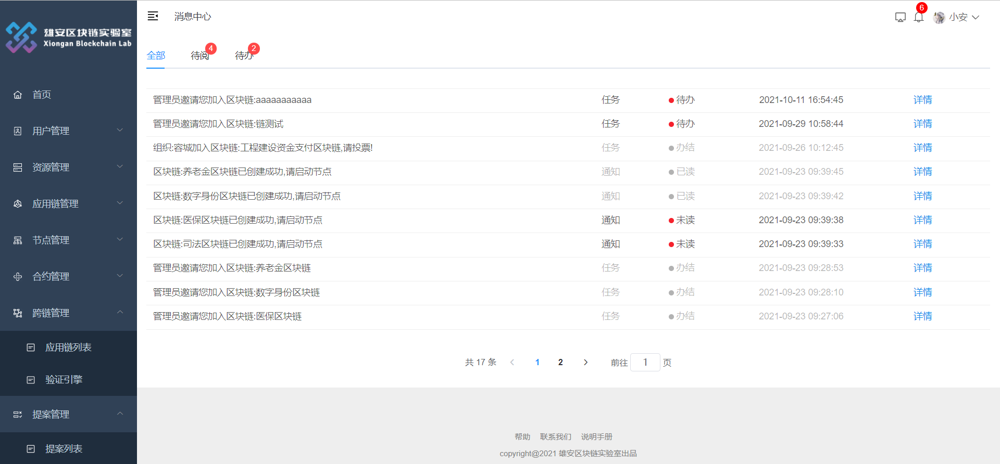 雄安区块链实验室
Xiongan Blockchain Lab
首页
用户管理
资源管理
应用链管理
节点管理
合约管理
跨链管理
应用链列表
验证引擎
提案管理
提案列表
消息中心
6
小安
全部 待阅 4 待办 2
管理员邀请您加入区块链:aaaaaaaaaaa 任务 待办 2021-10-11 16:54:45 详情
管理员邀请您加入区块链:链测试 任务 待办 2021-09-29 10:58:44 详情
组织:容城加入区块链:工程建设资金支付区块链,请投票! 任务 办结 2021-09-26 10:12:45 详情
区块链:养老金区块链已创建成功,请启动节点 通知 已读 2021-09-23 09:39:45 详情
区块链:数字身份区块链已创建成功,请启动节点 通知 已读 2021-09-23 09:39:42 详情
区块链:医保区块链已创建成功,请启动节点 通知 未读 2021-09-23 09:39:38 详情
区块链:司法区块链已创建成功,请启动节点 通知 未读 2021-09-23 09:39:33 详情
管理员邀请您加入区块链:养老金区块链 任务 办结 2021-09-23 09:28:53 详情
管理员邀请您加入区块链:数字身份区块链 任务 办结 2021-09-23 09:28:10 详情
管理员邀请您加入区块链:医保区块链 任务 办结 2021-09-23 09:27:06 详情
共 17 条 1 2 前往 1 页
帮助 联系我们 说明手册
copyright@2021 雄安区块链实验室出品